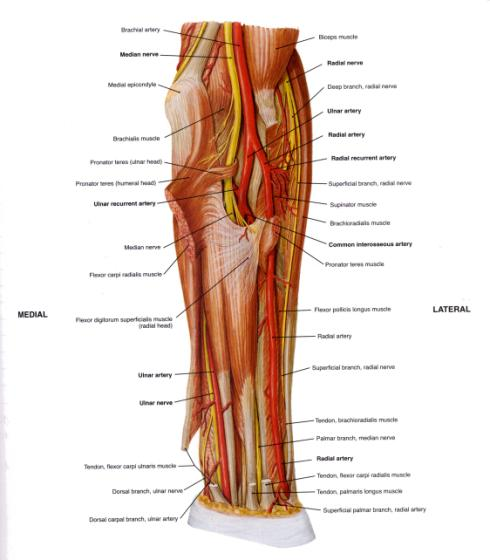 Brachial artery
Median nerve
Medial epicondyle
Brachialis muscle
Pronator teres (ulnar head)
Pronator teres (humeral head)
Ulnar recurrent artery
Median nerve
Flexor carpi radialis muscle
MEDIAL
Flexor digitorum superficialis muscle
(radial head)
Ulnar artery
Ulnar nerve
Tendon, flexor carpi ulnaris muscle
Dorsal branch, ulnar nerve
Dorsal carpal branch, ulnar artery
Biceps muscle
Radial nerve
Deep branch, radial nerve
Ulnar artery
Radial artery
Radial recurrent artery
Superficial branch, radial nerve
Supinator muscle
Brachioradialis muscle
Common interosseous artery
Pronator teres muscle
Flexor pollicis longus muscle
LATERAL
Radial artery
Superficial branch, radial nerve
Tendon, brachioradialis muscle
Palmar branch, median nerve
Radial artery
Tendon, flexor carpi radialis muscle
Tendon, palmaris longus muscle
Superficial palmar branch, radial artery